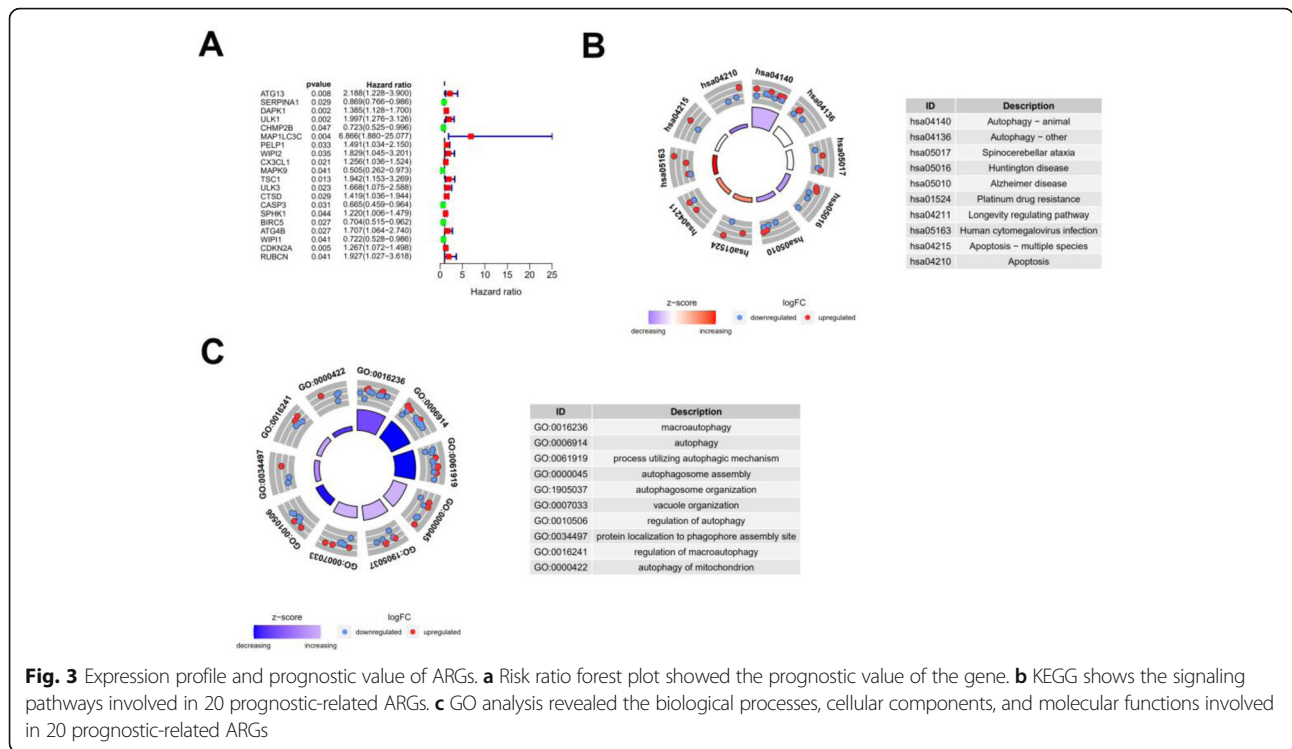 A
pvalue Hazard ratio
ATG13 0.008 2.188(1.228−3.900)
SERPINA1 0.029 0.869(0.766−0.986)
DAPK1 0.002 1.385(1.128−1.700)
ULK1 0.002 1.997(1.276−3.126)
CHMP2B 0.047 0.723(0.525−0.996)
MAP1LC3C 0.004 6.866(1.880−25.077)
PELP1 0.033 1.491(1.034−2.150)
WIPI2 0.035 1.829(1.045−3.201)
CX3CL1 0.021 1.256(1.036−1.524)
MAPK9 0.041 0.505(0.262−0.973)
TSC1 0.013 1.942(1.153−3.269)
ULK3 0.023 1.668(1.075−2.588)
CTSD 0.029 1.419(1.036−1.944)
CASP3 0.031 0.665(0.459−0.964)
SPHK1 0.044 1.220(1.006−1.479)
BIRC5 0.027 0.704(0.515−0.962)
ATG4B 0.027 1.707(1.064−2.740)
WIPI1 0.041 0.722(0.528−0.986)
CDKN2A 0.005 1.267(1.072−1.498)
RUBCN 0.041 1.927(1.027−3.618)
0 5 10 15 20 25
Hazard ratio
B
hsa04140
hsa04136
hsa05017
hsa05016
hsa05010
hsa01524
hsa04211
hsa05163
hsa04215
hsa04210
z−score
decreasing increasing
logFC
downregulated upregulated
ID Description
hsa04140 Autophagy − animal
hsa04136 Autophagy − other
hsa05017 Spinocerebellar ataxia
hsa05016 Huntington disease
hsa05010 Alzheimer disease
hsa01524 Platinum drug resistance
hsa04211 Longevity regulating pathway
hsa05163 Human cytomegalovirus infection
hsa04215 Apoptosis − multiple species
hsa04210 Apoptosis
C
GO:0016236
GO:0006914
GO:0061919
GO:0000045
GO:1905037
GO:0007033
GO:0010506
GO:0034497
GO:0016241
GO:0000422
z−score
decreasing increasing
logFC
downregulated upregulated
ID Description
GO:0016236 macroautophagy
GO:0006914 autophagy
GO:0061919 process utilizing autophagic mechanism
GO:0000045 autophagosome assembly
GO:1905037 autophagosome organization
GO:0007033 vacuole organization
GO:0010506 regulation of autophagy
GO:0034497 protein localization to phagophore assembly site
GO:0016241 regulation of macroautophagy
GO:0000422 autophagy of mitochondrion
Fig. 3 Expression profile and prognostic value of ARGs. a Risk ratio forest plot showed the prognostic value of the gene. b KEGG shows the signaling
pathways involved in 20 prognostic-related ARGs. c GO analysis revealed the biological processes, cellular components, and molecular functions involved
in 20 prognostic-related ARGs